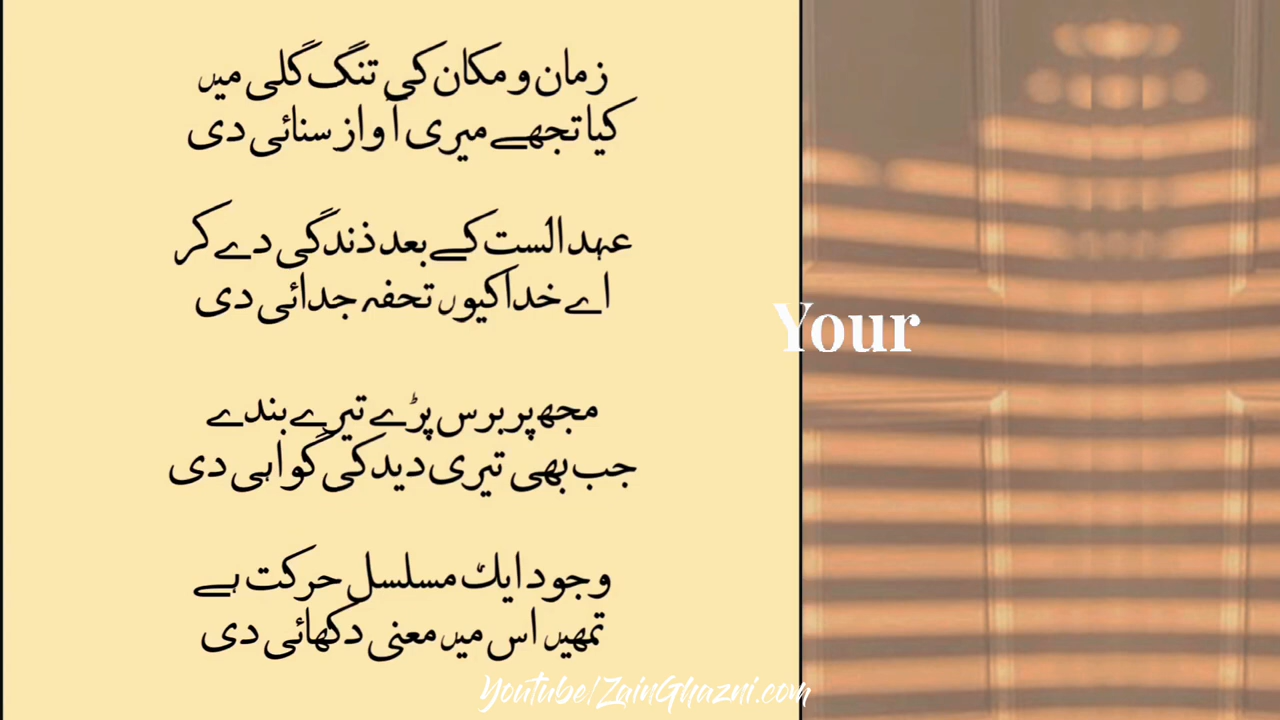 زمان و مکان کی تنگ گلی میں
کیا تجھے میری آواز سنائی دی
عہد الست کے بعد ذندگی دے کر
اے خدا کیوں تحفہ جدائی دی
Your
مجھ پر برس پڑے تیرے بندے
جب بھی تیری دید کی گواہی دی
وجود ایک مسلسل حرکت ہے
تمھیں اس میں معنی دکھائی دی
Youtube/ZainGhazni.com